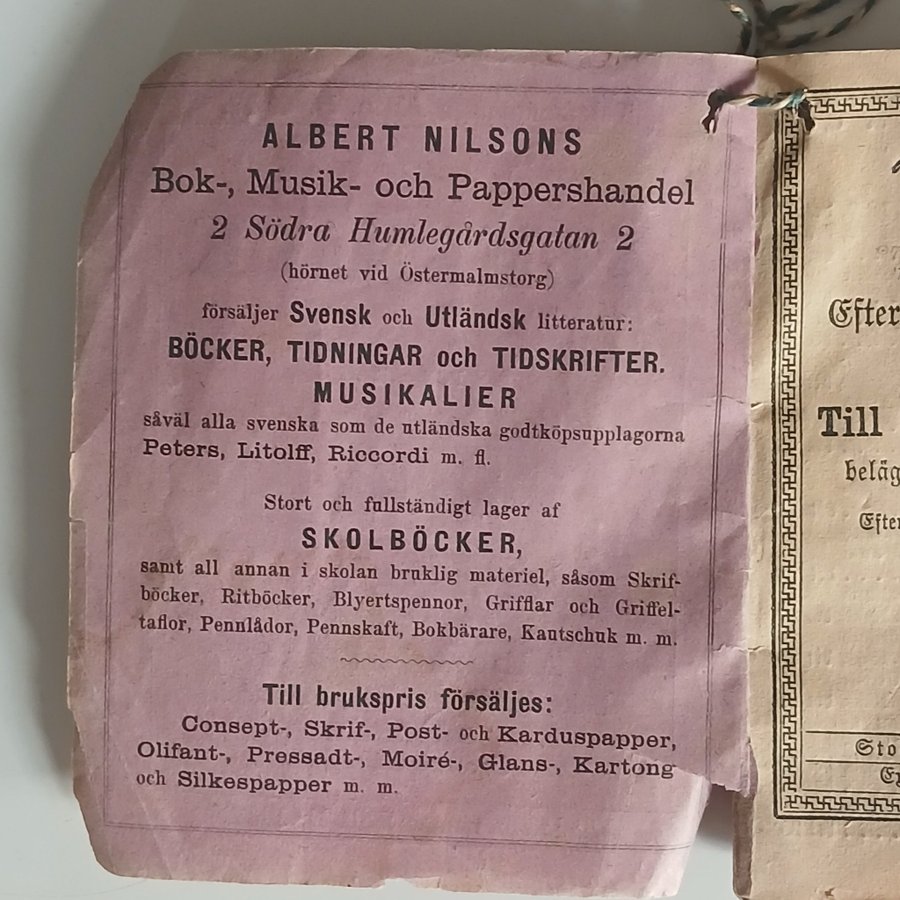 ALBERT NILSONS
Bok-, Musik- och Pappershandel
2 Södra Humlegårdsgatan 2
(hörnet vid Östermalmstorg)
försäljer Svensk och Utländsk litteratur:
BÖCKER, TIDNINGAR och TIDSKRIFTER.
MUSIKALIER
såväl alla svenska som de utländska godtköpsupplagorna
Peters, Litolff, Riccordi m. fl.
Stort och fullständigt lager af
SKOLBÖCKER,
samt all annan i skolan bruklig materiel, såsom Skrif-
böcker, Ritböcker, Blyertspennor, Grifflar och Griffel-
taflor, Pennlådor, Pennskaft, Bokbärare, Kautschuk m. m.
Till brukspris försäljes:
Consept-, Skrif-, Post- och Karduspapper,
Olifant-, Pressadt-, Moiré-, Glans-, Kartong
och Silkespapper m. m.
Efter
Till
beläg
Efter
Sto